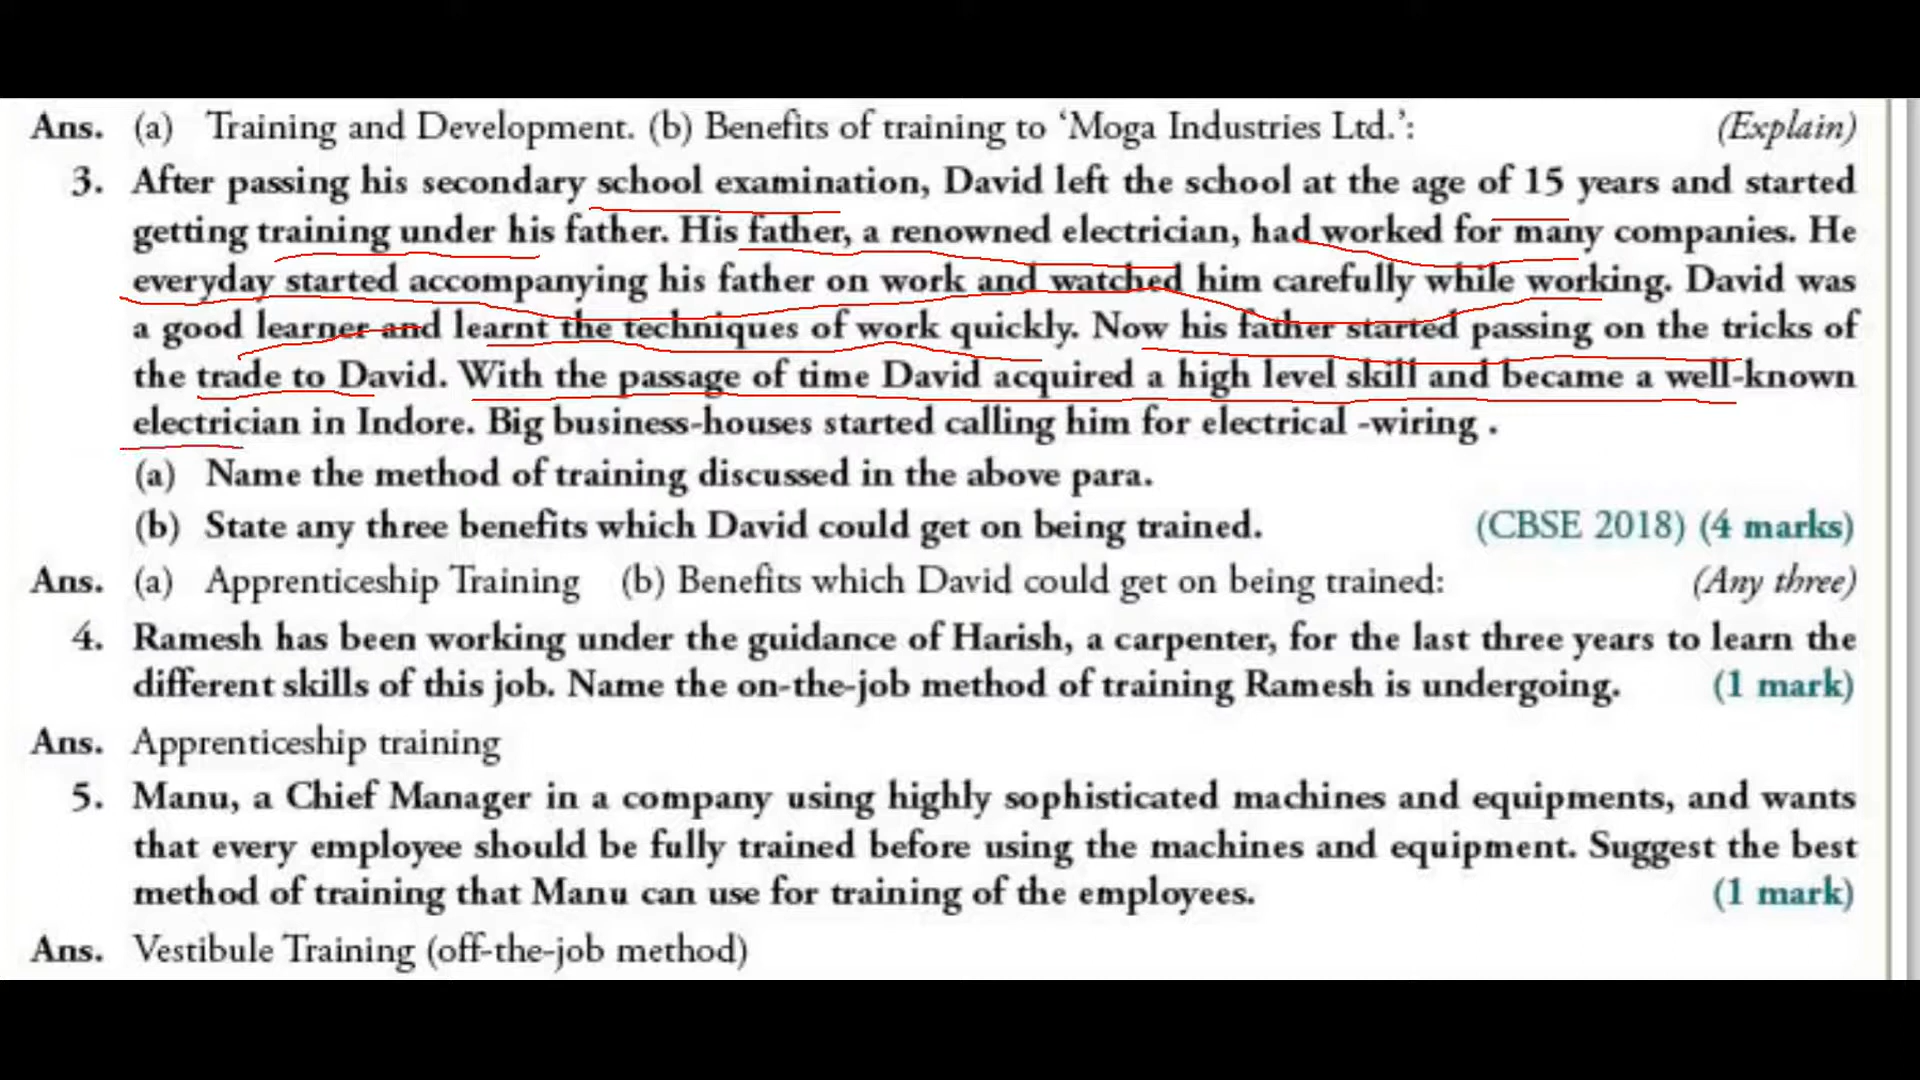 Ans. (a) Training and Development. (b) Benefits of training to ‘Moga Industries Ltd.’: (Explain)
3. After passing his secondary school examination, David left the school at the age of 15 years and started
getting training under his father. His father, a renowned electrician, had worked for many companies. He
everyday started accompanying his father on work and watched him carefully while working. David was
a good learner and learnt the techniques of work quickly. Now his father started passing on the tricks of
the trade to David. With the passage of time David acquired a high level skill and became a well-known
electrician in Indore. Big business-houses started calling him for electrical -wiring .
(a) Name the method of training discussed in the above para.
(b) State any three benefits which David could get on being trained. (CBSE 2018) (4 marks)
Ans. (a) Apprenticeship Training (b) Benefits which David could get on being trained: (Any three)
4. Ramesh has been working under the guidance of Harish, a carpenter, for the last three years to learn the
different skills of this job. Name the on-the-job method of training Ramesh is undergoing. (1 mark)
Ans. Apprenticeship training
5. Manu, a Chief Manager in a company using highly sophisticated machines and equipments, and wants
that every employee should be fully trained before using the machines and equipment. Suggest the best
method of training that Manu can use for training of the employees. (1 mark)
Ans. Vestibule Training (off-the-job method)